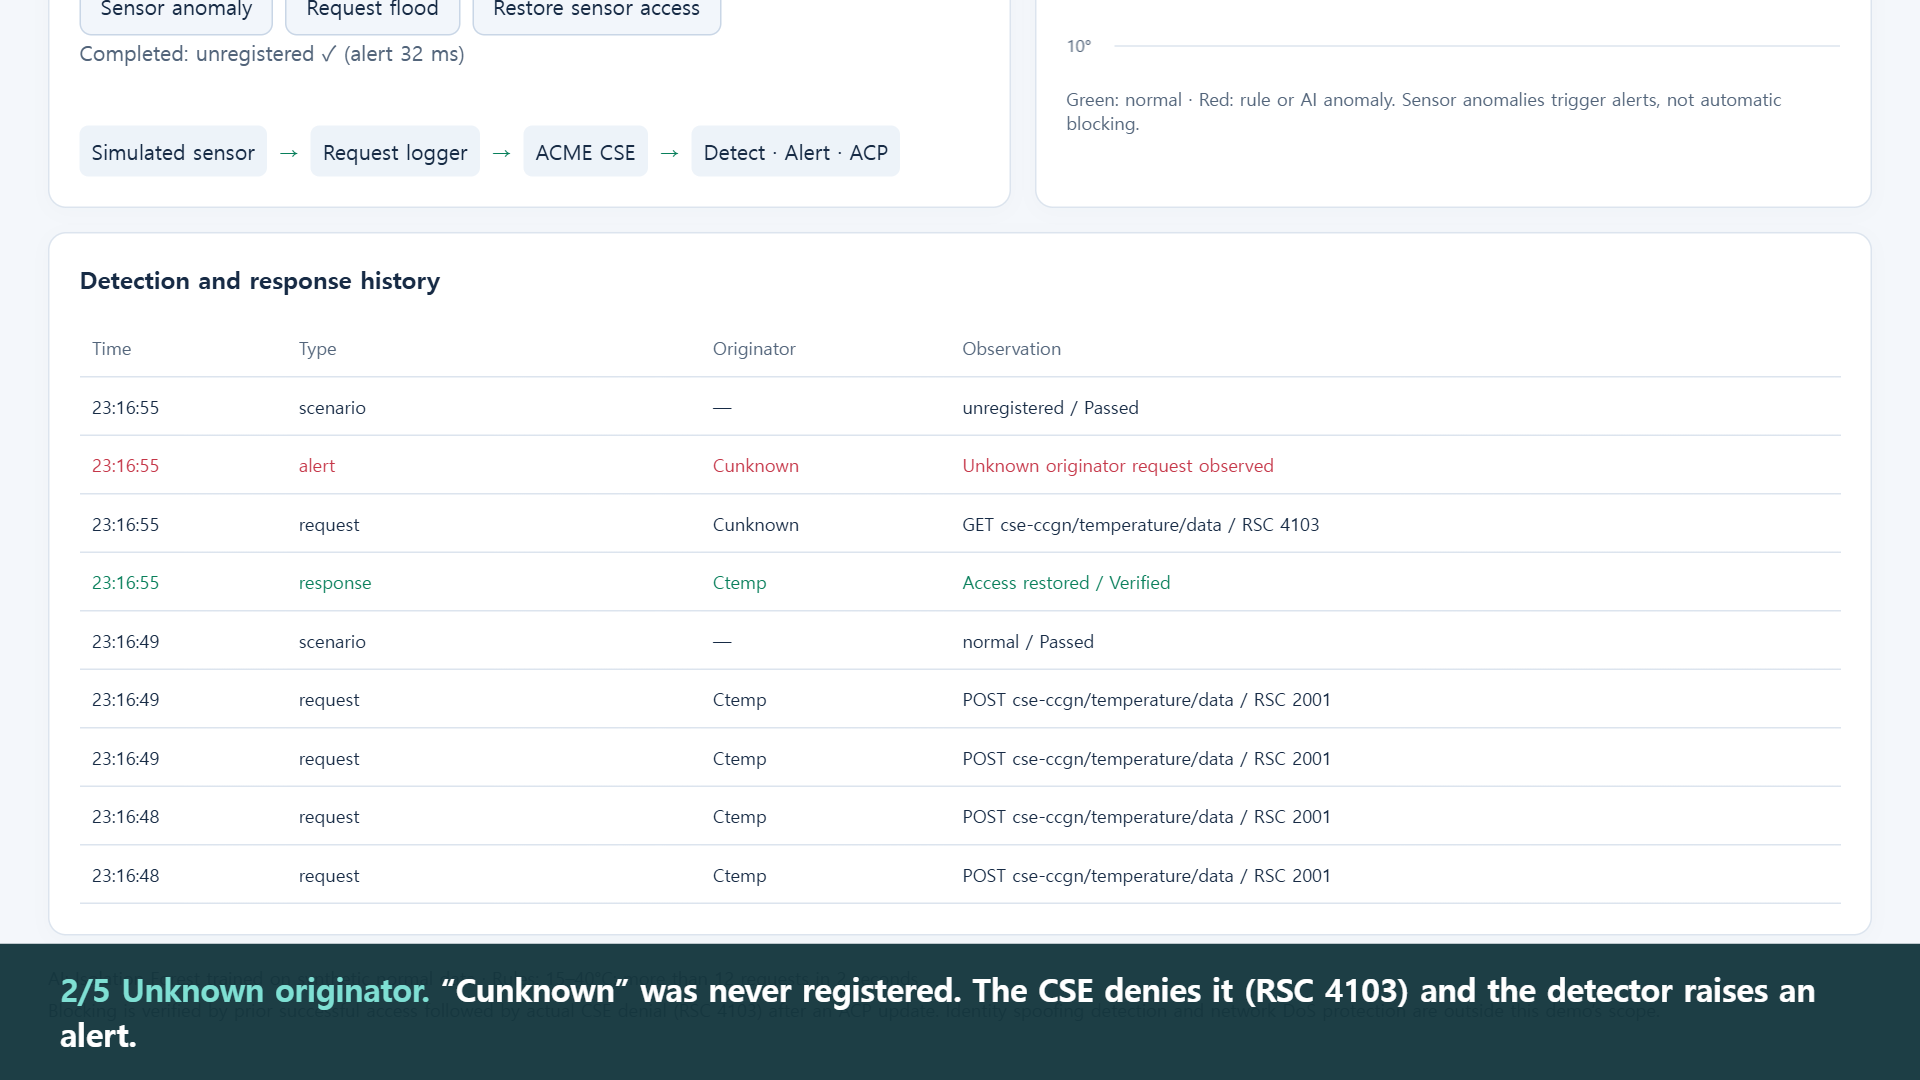 Sensor anomaly Request flood Restore sensor access
Completed: unregistered ✓ (alert 32 ms)
Simulated sensor → Request logger → ACME CSE → Detect · Alert · ACP
10°
Green: normal · Red: rule or AI anomaly. Sensor anomalies trigger alerts, not automatic
blocking.
Detection and response history
Time Type Originator Observation
23:16:55 scenario — unregistered / Passed
23:16:55 alert Cunknown Unknown originator request observed
23:16:55 request Cunknown GET cse-ccgn/temperature/data / RSC 4103
23:16:55 response Ctemp Access restored / Verified
23:16:49 scenario — normal / Passed
23:16:49 request Ctemp POST cse-ccgn/temperature/data / RSC 2001
23:16:49 request Ctemp POST cse-ccgn/temperature/data / RSC 2001
23:16:48 request Ctemp POST cse-ccgn/temperature/data / RSC 2001
23:16:48 request Ctemp POST cse-ccgn/temperature/data / RSC 2001
2/5 Unknown originator. “Cunknown” was never registered. The CSE denies it (RSC 4103) and the detector raises an
alert.